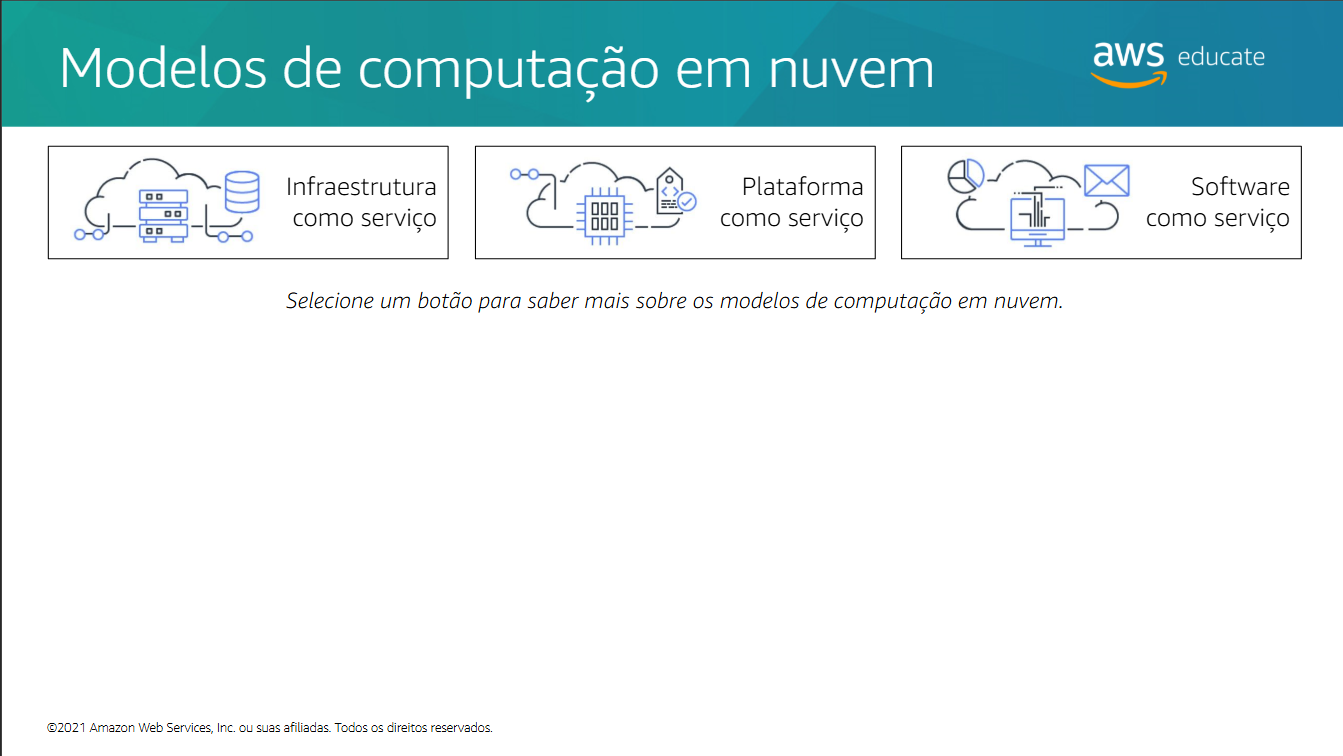 Modelos de computação em nuvem
aws educate
Infraestrutura
como serviço
Plataforma
como serviço
Software
como serviço
Selecione um botão para saber mais sobre os modelos de computação em nuvem.
©2021 Amazon Web Services, Inc. ou suas afiliadas. Todos os direitos reservados.